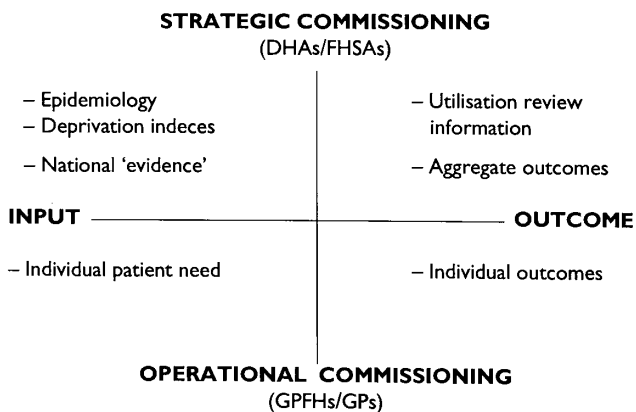 STRATEGIC COMMISSIONING
(DHAs/FHSAs)
– Epidemiology
– Deprivation indeces
– National ‘evidence’
– Utilisation review
information
– Aggregate outcomes
INPUT
OUTCOME
– Individual patient need
– Individual outcomes
OPERATIONAL COMMISSIONING
(GPFHs/GPs)